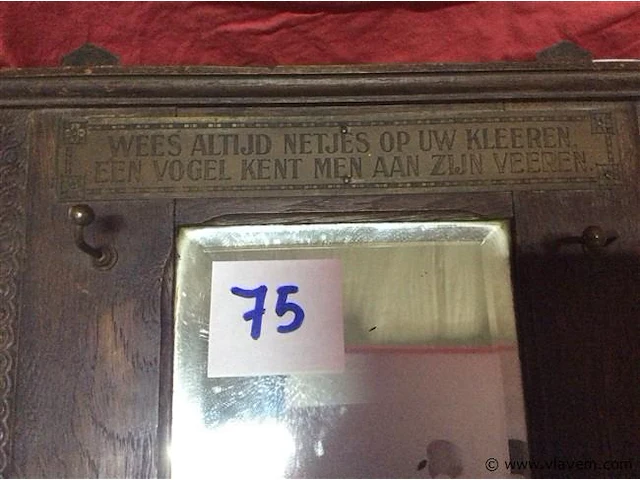 WEES ALTIJD NETJES OP UW KLEEREN.
EEN VOGEL KENT MEN AAN ZIJN VEEREN.
75
© www.vlavem.com